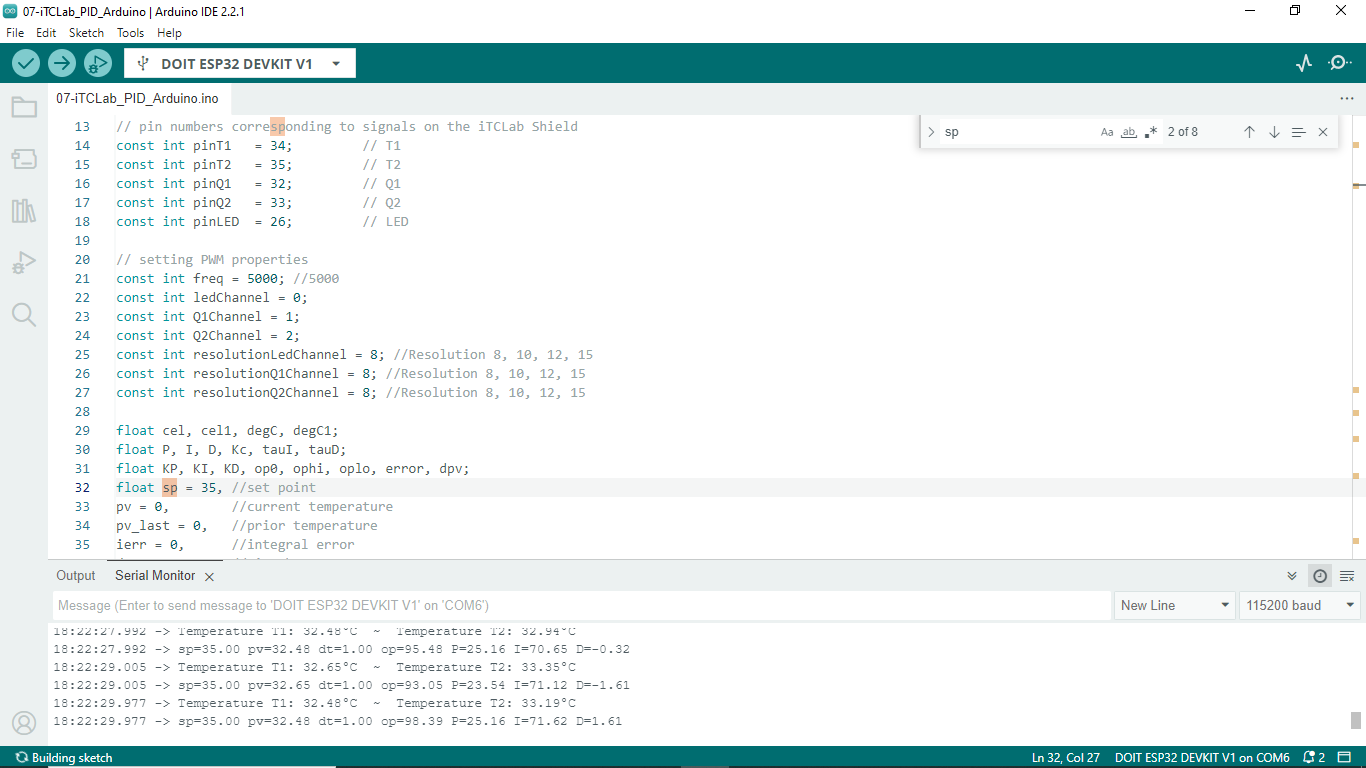 07-iTCLab_PID_Arduino | Arduino IDE 2.2.1
File Edit Sketch Tools Help
DOIT ESP32 DEVKIT V1
07-iTCLab_PID_Arduino.ino
sp Aa ab 2 of 8
13 // pin numbers corresponding to signals on the iTCLab Shield
14 const int pinT1 = 34; // T1
15 const int pinT2 = 35; // T2
16 const int pinQ1 = 32; // Q1
17 const int pinQ2 = 33; // Q2
18 const int pinLED = 26; // LED
19
20 // setting PWM properties
21 const int freq = 5000; //5000
22 const int ledChannel = 0;
23 const int Q1Channel = 1;
24 const int Q2Channel = 2;
25 const int resolutionLedChannel = 8; //Resolution 8, 10, 12, 15
26 const int resolutionQ1Channel = 8; //Resolution 8, 10, 12, 15
27 const int resolutionQ2Channel = 8; //Resolution 8, 10, 12, 15
28
29 float cel, cel1, degC, degC1;
30 float P, I, D, Kc, tauI, tauD;
31 float KP, KI, KD, op0, ophi, oplo, error, dpv;
32 float sp = 35, //set point
33 pv = 0, //current temperature
34 pv_last = 0, //prior temperature
35 ierr = 0, //integral error
Output Serial Monitor
Message (Enter to send message to 'DOIT ESP32 DEVKIT V1' on 'COM6')
New Line 115200 baud
18:22:27.992 -> Temperature T1: 32.48°C ~ Temperature T2: 32.94°C
18:22:27.992 -> sp=35.00 pv=32.48 dt=1.00 op=95.48 P=25.16 I=70.65 D=-0.32
18:22:29.005 -> Temperature T1: 32.65°C ~ Temperature T2: 33.35°C
18:22:29.005 -> sp=35.00 pv=32.65 dt=1.00 op=93.05 P=23.54 I=71.12 D=-1.61
18:22:29.977 -> Temperature T1: 32.48°C ~ Temperature T2: 33.19°C
18:22:29.977 -> sp=35.00 pv=32.48 dt=1.00 op=98.39 P=25.16 I=71.62 D=1.61
Building sketch
Ln 32, Col 27 DOIT ESP32 DEVKIT V1 on COM6 2